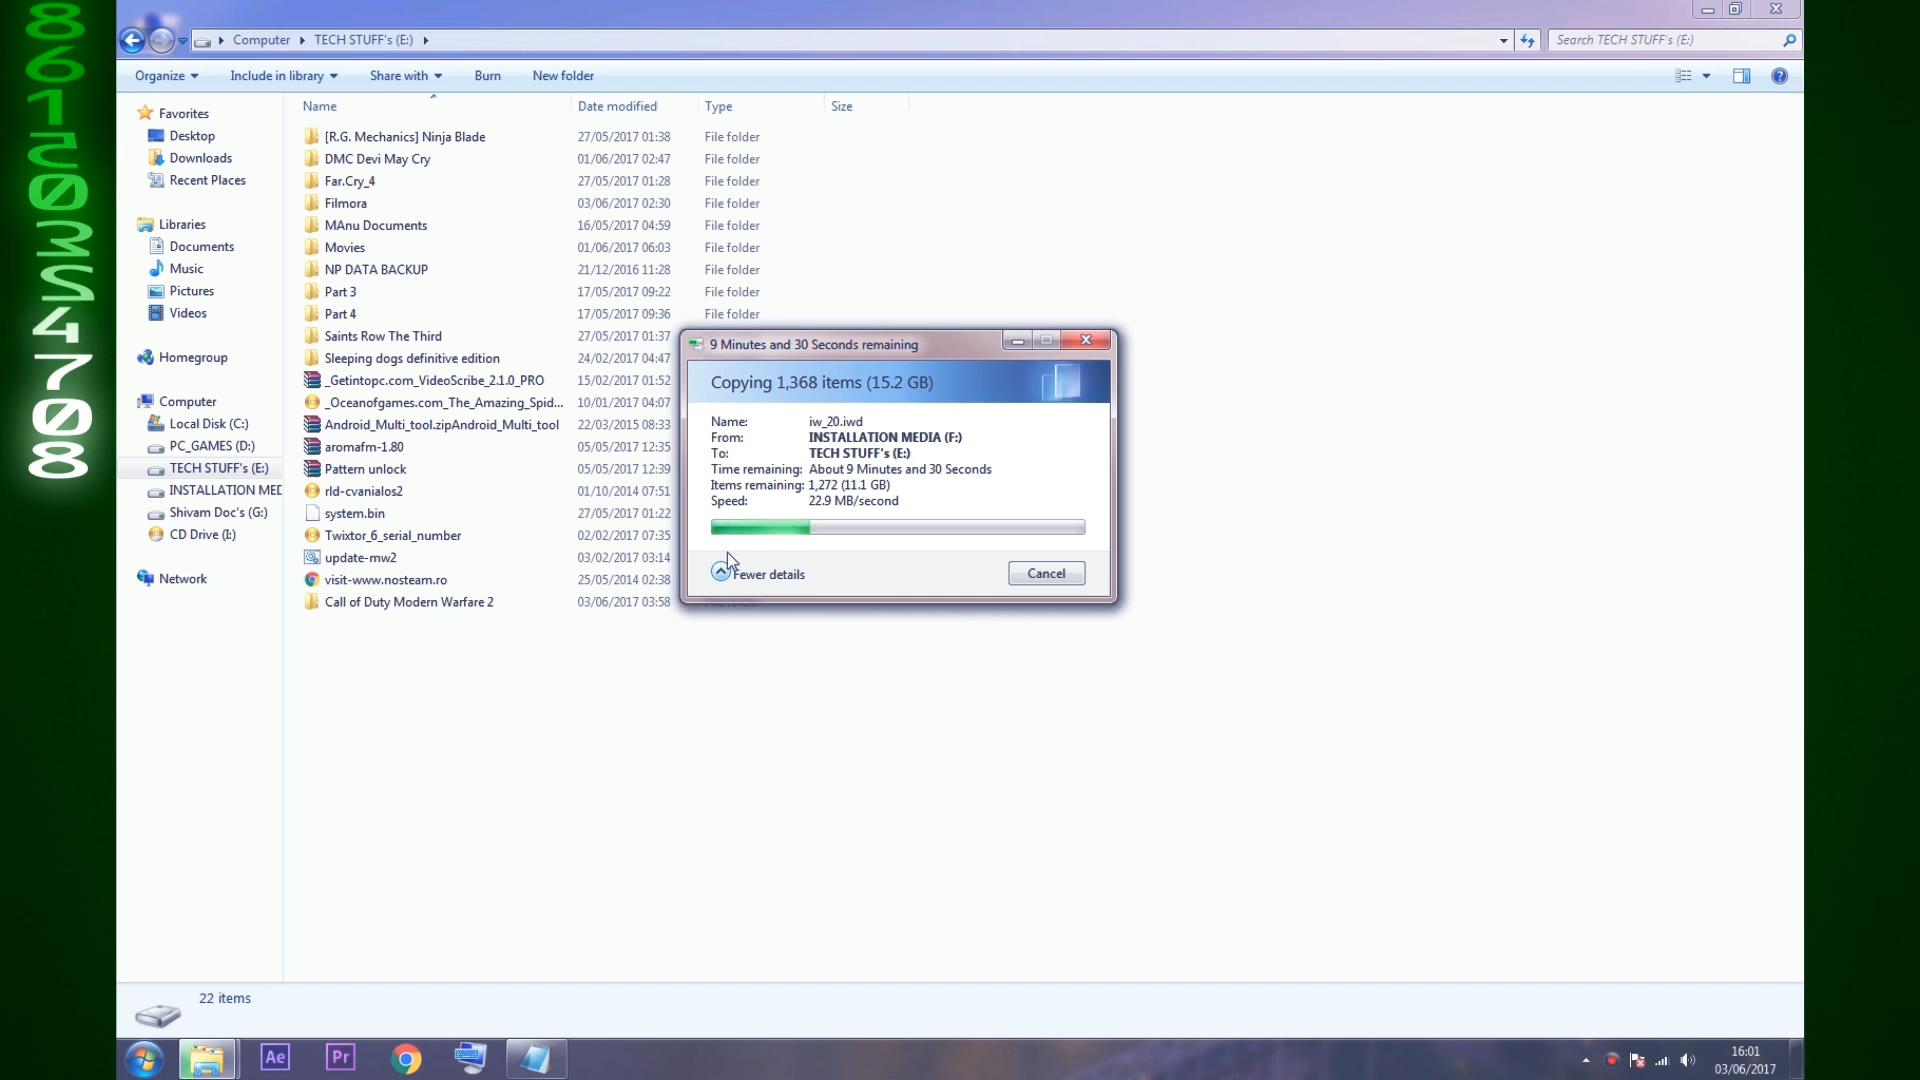 8671 2 0 3 5 4 7 0 8
Computer TECH STUFF's (E:)
Search TECH STUFF's (E:)
Organize Include in library Share with Burn New folder
Name Date modified Type Size
Favorites
Desktop
Downloads
Recent Places
Libraries
Documents
Music
Pictures
Videos
Homegroup
Computer
Local Disk (C:)
PC_GAMES (D:)
TECH STUFF's (E:)
INSTALLATION MED
Shivam Doc's (G:)
CD Drive (I:)
Network
[R.G. Mechanics] Ninja Blade 27/05/2017 01:38 File folder
DMC Devi May Cry 01/06/2017 02:47 File folder
Far.Cry_4 27/05/2017 01:28 File folder
Filmora 03/06/2017 02:30 File folder
MAnu Documents 16/05/2017 04:59 File folder
Movies 01/06/2017 06:03 File folder
NP DATA BACKUP 21/12/2016 11:28 File folder
Part 3 17/05/2017 09:22 File folder
Part 4 17/05/2017 09:36 File folder
Saints Row The Third 27/05/2017 01:37
Sleeping dogs definitive edition 24/02/2017 04:47
_Getintopc.com_VideoScribe_2.1.0_PRO 15/02/2017 01:52
_Oceanofgames.com_The_Amazing_Spid... 10/01/2017 04:07
Android_Multi_tool.zipAndroid_Multi_tool 22/03/2015 08:33
aromafm-1.80 05/05/2017 12:35
Pattern unlock 05/05/2017 12:39
rld-cvanialos2 01/10/2014 07:51
system.bin 27/05/2017 01:22
Twixtor_6_serial_number 02/02/2017 07:35
update-mw2 03/02/2017 03:14
visit-www.nosteam.ro 25/05/2014 02:38
Call of Duty Modern Warfare 2 03/06/2017 03:58
9 Minutes and 30 Seconds remaining
Copying 1,368 items (15.2 GB)
Name: iw_20.iwd
From: INSTALLATION MEDIA (F:)
To: TECH STUFF's (E:)
Time remaining: About 9 Minutes and 30 Seconds
Items remaining: 1,272 (11.1 GB)
Speed: 22.9 MB/second
Fewer details Cancel
22 items
Ae Pr
16:01
03/06/2017